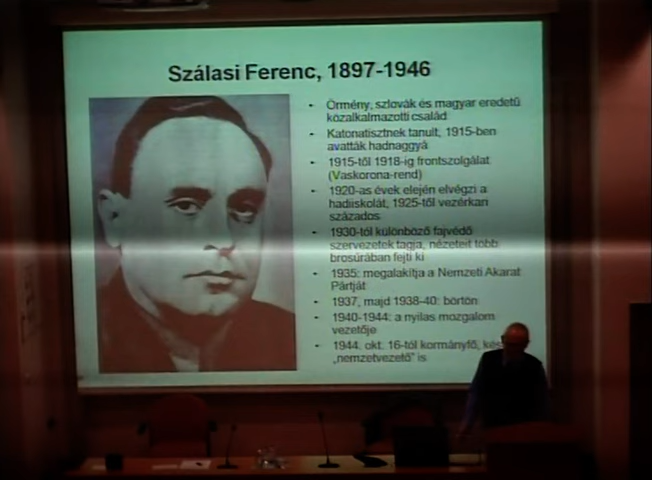 Szálasi Ferenc, 1897-1946
• Örmény, szlovák és magyar eredetű
közalkalmazotti család
• Katonatisztnek tanult, 1915-ben
avatták hadnaggyá
• 1915-től 1918-ig frontszolgálat
(Vaskorona-rend)
• 1920-as évek elején elvégzi a
hadiiskolát, 1925-től vezérkari
százados
• 1930-tól különböző fajvédő
szervezetek tagja, nézeteit több
brosúrában fejti ki
• 1935: megalakítja a Nemzeti Akarat
Pártját
• 1937, majd 1938-40: börtön
• 1940-1944: a nyilas mozgalom
vezetője
• 1944. okt. 16-tól kormányfő,
„nemzetvezető" is